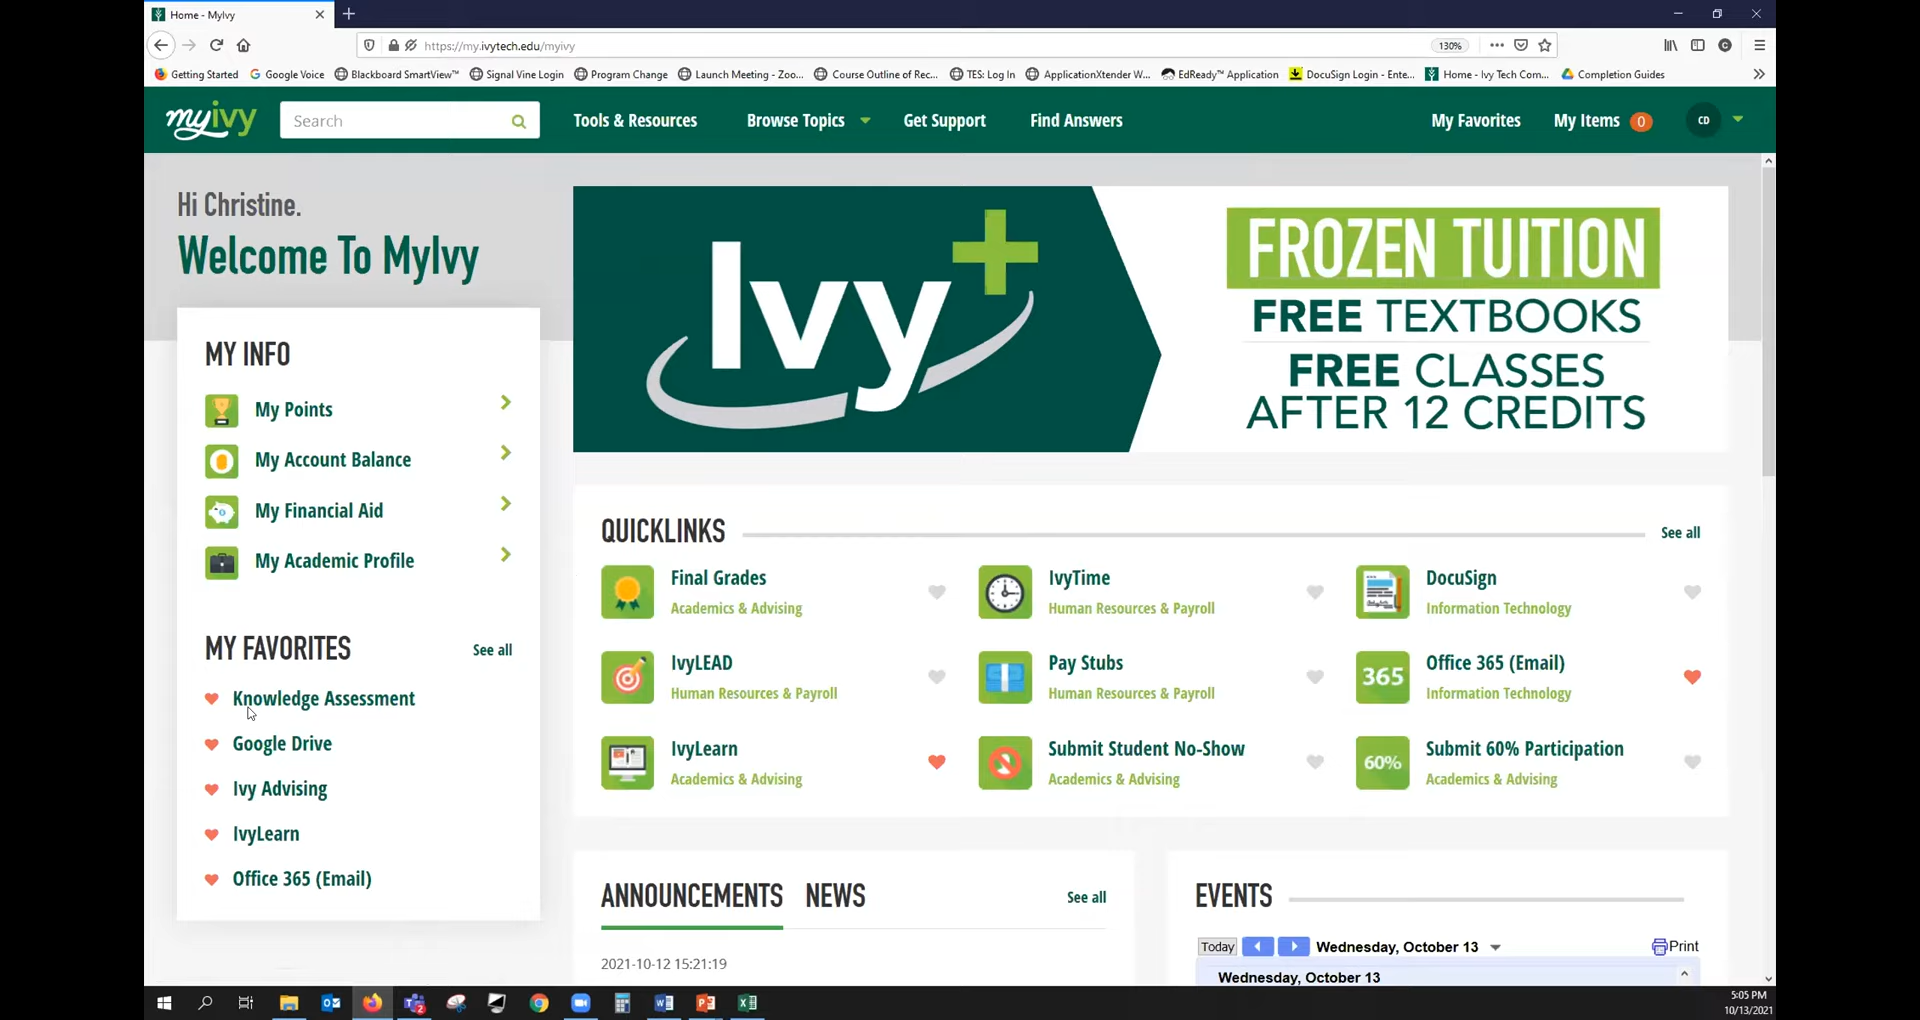 Home - MyIvy
https://my.ivytech.edu/myivy
130%
Getting Started
Google Voice
Blackboard SmartView™
Signal Vine Login
Program Change
Launch Meeting - Zoo...
Course Outline of Rec...
TES: Log In
ApplicationXtender W...
EdReady™ Application
DocuSign Login - Ente...
Home - Ivy Tech Com...
Completion Guides
myivy
Search
Tools & Resources
Browse Topics
Get Support
Find Answers
My Favorites
My Items 0
CD
Hi Christine.
Welcome To MyIvy
MY INFO
My Points
My Account Balance
My Financial Aid
My Academic Profile
MY FAVORITES
See all
Knowledge Assessment
Google Drive
Ivy Advising
IvyLearn
Office 365 (Email)
Ivy+
FROZEN TUITION
FREE TEXTBOOKS
FREE CLASSES
AFTER 12 CREDITS
QUICKLINKS
See all
Final Grades
Academics & Advising
IvyTime
Human Resources & Payroll
DocuSign
Information Technology
IvyLEAD
Human Resources & Payroll
Pay Stubs
Human Resources & Payroll
365
Office 365 (Email)
Information Technology
IvyLearn
Academics & Advising
Submit Student No-Show
Academics & Advising
60%
Submit 60% Participation
Academics & Advising
ANNOUNCEMENTS
NEWS
See all
2021-10-12 15:21:19
EVENTS
Today
Wednesday, October 13
Print
Wednesday, October 13
5:05 PM
10/13/2021